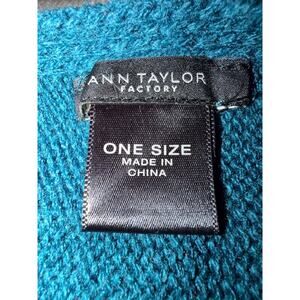 ANN TAYLOR
FACTORY
ONE SIZE
MADE IN
CHINA